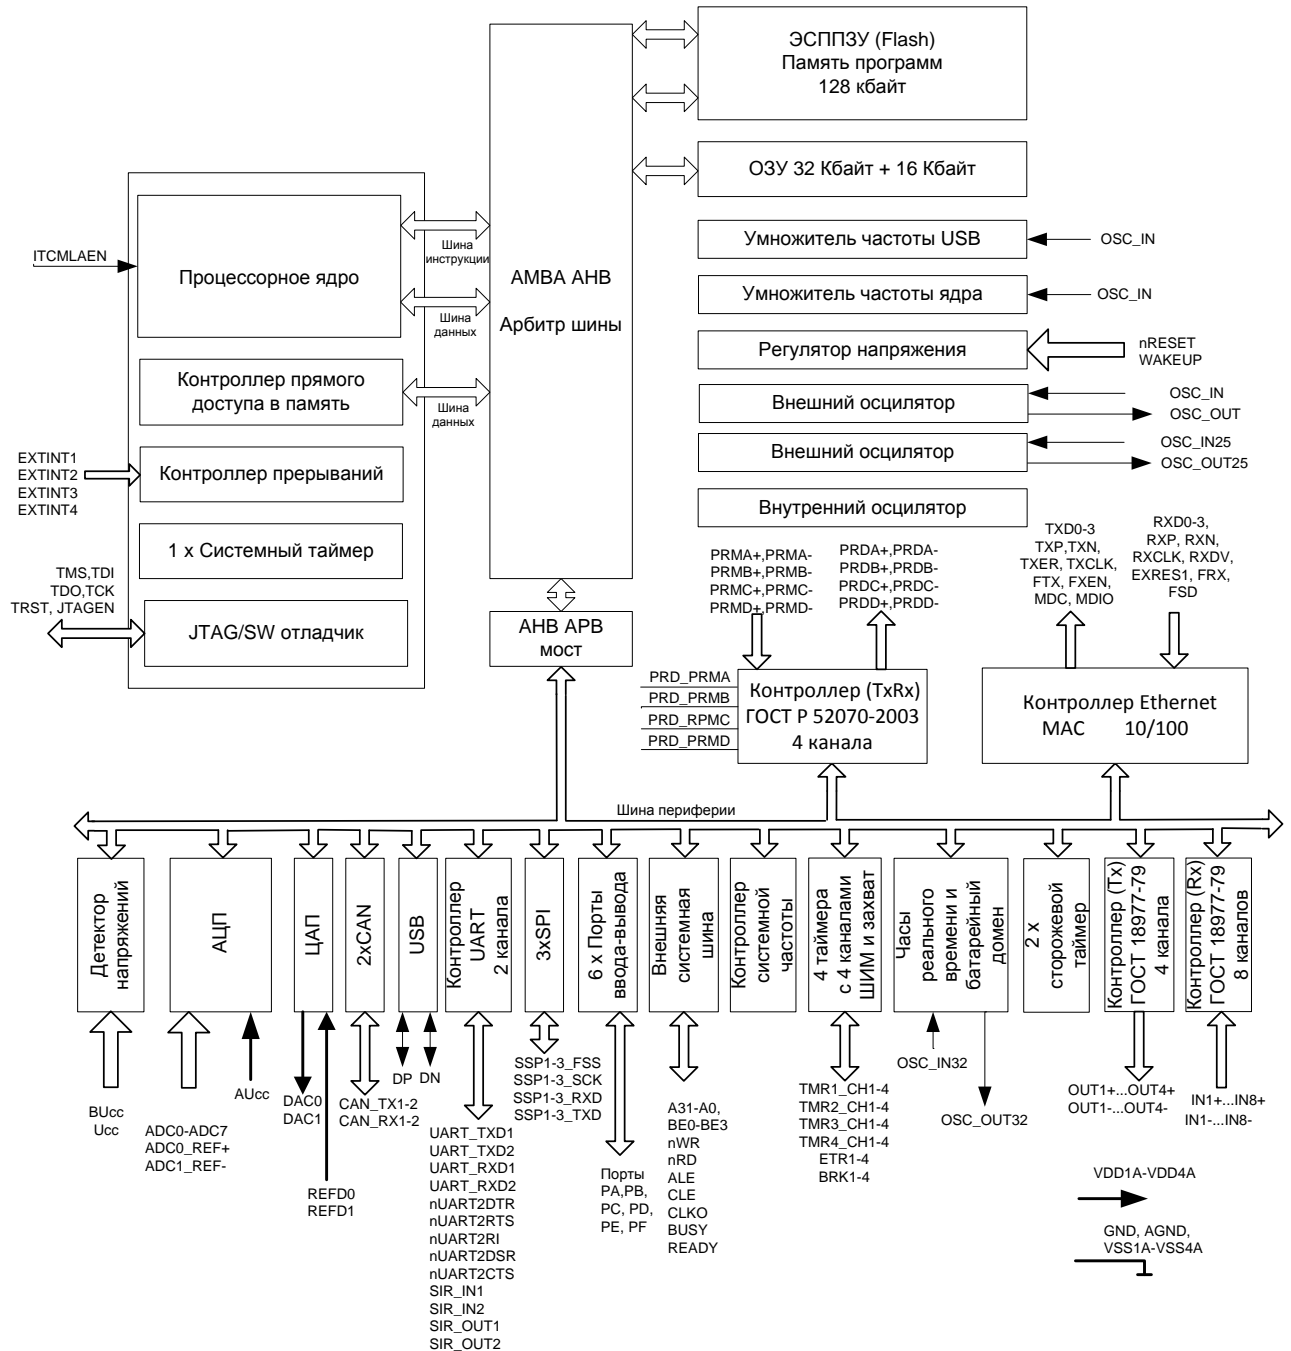 ЭСППЗУ (Flash)
Память программ
128 кбайт
ОЗУ 32 Кбайт + 16 Кбайт
Умножитель частоты USB
OSC_IN
Умножитель частоты ядра
OSC_IN
Регулятор напряжения
nRESET
WAKEUP
Внешний осцилятор
OSC_IN
OSC_OUT
Внешний осцилятор
OSC_IN25
OSC_OUT25
Внутренний осцилятор
ITCMLAEN
Процессорное ядро
Шина
инструкции
Шина
данных
АМВА АНВ
Арбитр шины
Контроллер прямого
доступа в память
Шина
данных
EXTINT1
EXTINT2
EXTINT3
EXTINT4
Контроллер прерываний
1 x Системный таймер
TMS,TDI
TDO,TCK
TRST, JTAGEN
JTAG/SW отладчик
АНВ АРВ
мост
PRMA+,PRMA-
PRMB+,PRMB-
PRMC+,PRMC-
PRMD+,PRMD-
PRDA+,PRDA-
PRDB+,PRDB-
PRDC+,PRDC-
PRDD+,PRDD-
TXD0-3
TXP,TXN,
TXER, TXCLK,
FTX, FXEN,
MDC, MDIO
RXD0-3,
RXP, RXN,
RXCLK, RXDV,
EXRES1, FRX,
FSD
PRD_PRMA
PRD_PRMB
PRD_RPMC
PRD_PRMD
Контроллер (TxRx)
ГОСТ Р 52070-2003
4 канала
Контроллер Ethernet
MAC 10/100
Шина периферии
Детектор
напряжений
АЦП
ЦАП
2xCAN
USB
Контроллер
UART
2 канала
3xSPI
6 x Порты
ввода-вывода
Внешняя
системная
шина
Контроллер
системной
частоты
4 таймера
с 4 каналами
ШИМ и захват
Часы
реального
времени и
батарейный
домен
2 x
сторожевой
таймер
Контроллер (Tx)
ГОСТ 18977-79
4 канала
Контроллер (Rx)
ГОСТ 18977-79
8 каналов
BUcc
Ucc
ADC0-ADC7
ADC0_REF+
ADC1_REF-
AUcc
DAC0
DAC1
REFD0
REFD1
CAN_TX1-2
CAN_RX1-2
DP
DN
UART_TXD1
UART_TXD2
UART_RXD1
UART_RXD2
nUART2DTR
nUART2RTS
nUART2RI
nUART2DSR
nUART2CTS
SIR_IN1
SIR_IN2
SIR_OUT1
SIR_OUT2
SSP1-3_FSS
SSP1-3_SCK
SSP1-3_RXD
SSP1-3_TXD
Порты
PA,PB,
PC, PD,
PE, PF
A31-A0,
BE0-BE3
nWR
nRD
ALE
CLE
CLKO
BUSY
READY
TMR1_CH1-4
TMR2_CH1-4
TMR3_CH1-4
TMR4_CH1-4
ETR1-4
BRK1-4
OSC_IN32
OSC_OUT32
OUT1+...OUT4+
OUT1-...OUT4-
IN1+...IN8+
IN1-...IN8-
VDD1A-VDD4A
GND, AGND,
VSS1A-VSS4A